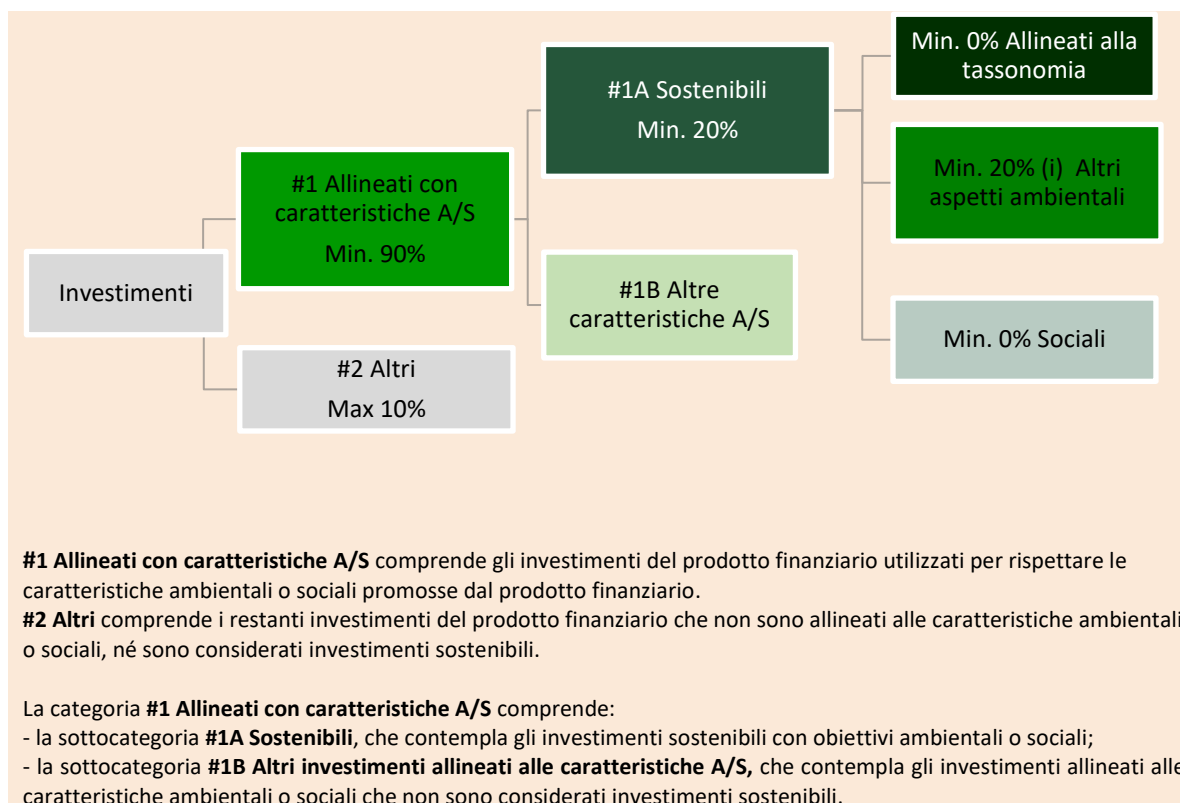 Investimenti
#1 Allineati con
caratteristiche A/S
Min. 90%
#2 Altri
Max 10%
#1A Sostenibili
Min. 20%
#1B Altre
caratteristiche A/S
Min. 0% Allineati alla
tassonomia
Min. 20% (i) Altri
aspetti ambientali
Min. 0% Sociali
#1 Allineati con caratteristiche A/S comprende gli investimenti del prodotto finanziario utilizzati per rispettare le
caratteristiche ambientali o sociali promosse dal prodotto finanziario.
#2 Altri comprende i restanti investimenti del prodotto finanziario che non sono allineati alle caratteristiche ambientali
o sociali, né sono considerati investimenti sostenibili.
La categoria #1 Allineati con caratteristiche A/S comprende:
- la sottocategoria #1A Sostenibili, che contempla gli investimenti sostenibili con obiettivi ambientali o sociali;
- la sottocategoria #1B Altri investimenti allineati alle caratteristiche A/S, che contempla gli investimenti allineati alle
caratteristiche ambientali o sociali che non sono considerati investimenti sostenibili.